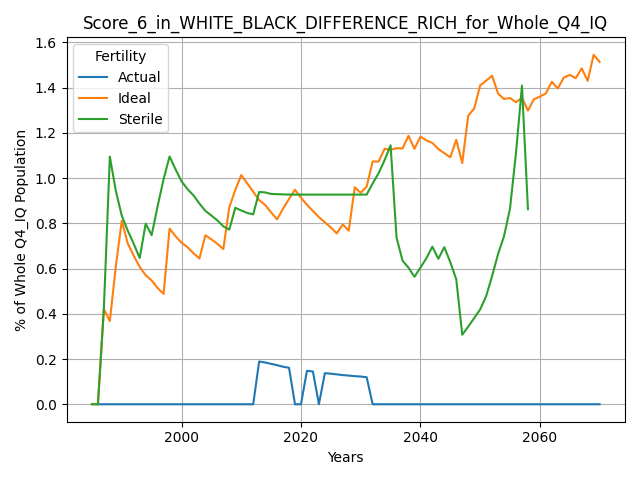 Score_6_in_WHITE_BLACK_DIFFERENCE_RICH_for_Whole_Q4_IQ
Fertility
Actual
Ideal
Sterile
% of Whole Q4_IQ Population
1.6
1.4
1.2
1.0
0.8
0.6
0.4
0.2
0.0
2000 2020 2040 2060
Years